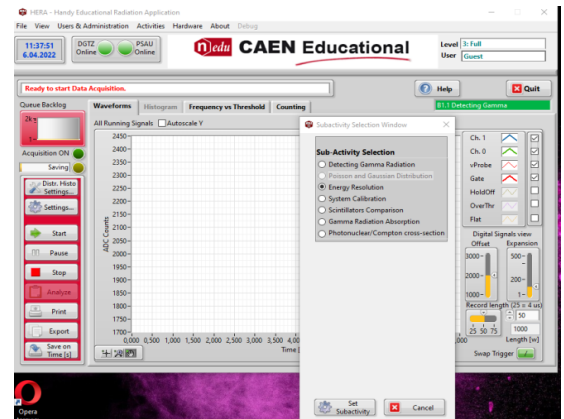 HERA - Handy Educational Radiation Application
File View Users & Administration Activities Hardware About Debug
11:37:51
6.04.2022
DGTZ
Online
PSAU
Online
edu CAEN Educational
Level 3: Full
User Guest
Ready to start Data Acquisition.
Help
Quit
Queue Backlog
Waveforms Histogram Frequency vs Threshold Counting
B1.1 Detecting Gamma
2k
1
All Running Signals Autoscale Y
Acquisition ON
Saving
Distr. Histo
Settings...
Settings...
Start
Pause
Stop
Analyze
Print
Export
Save on
Time [s]
ADC Counts
2450
2400
2350
2300
2250
2200
2150
2100
2050
2000
1950
1900
1850
1800
1750
1700
0,000 0,500 1,000 1,500 2,000 2,500 3,000 3,500 4,00
Time [
Subactivity Selection Window
Sub-Activity Selection
Detecting Gamma Radiation
Poisson and Gaussian Distribution
Energy Resolution
System Calibration
Scintillators Comparison
Gamma Radiation Absorption
Photonuclear/Compton cross-section
Set
Subactivity
Cancel
Ch. 1
Ch. 0
vProbe
Gate
HoldOff
OverThr
Flat
Digital Signals view
Offset Expansion
3000
2000
1000
500
200
1
Record length (25 = 4 us)
25 50 75
50
1000
Length [w]
,000
Swap Trigger
Opera